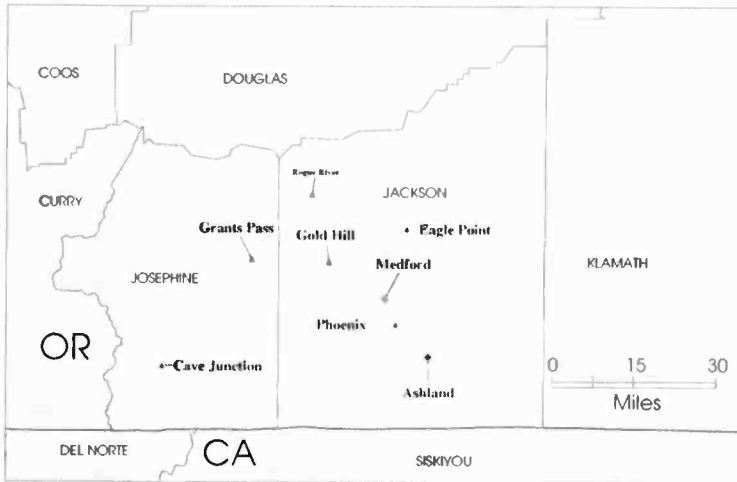 COOS
DOUGLAS
Rogue River
JACKSON
CURRY
Grants Pass
Gold Hill
Eagle Point
Medford
KLAMATH
JOSEPHINE
Phoenix
OR
Cave Junction
0 15 30
Miles
Ashland
DEL NORTE
CA
SISKIYOU